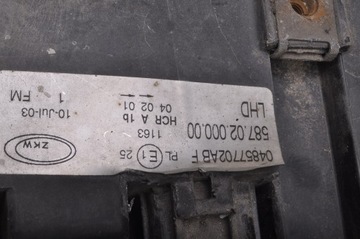 04857702AB F
PL E1 25
ZKW
587.02.000.00
1163
HCR A 1b
04 02 01
LHD
10-Jul-03
1 FM